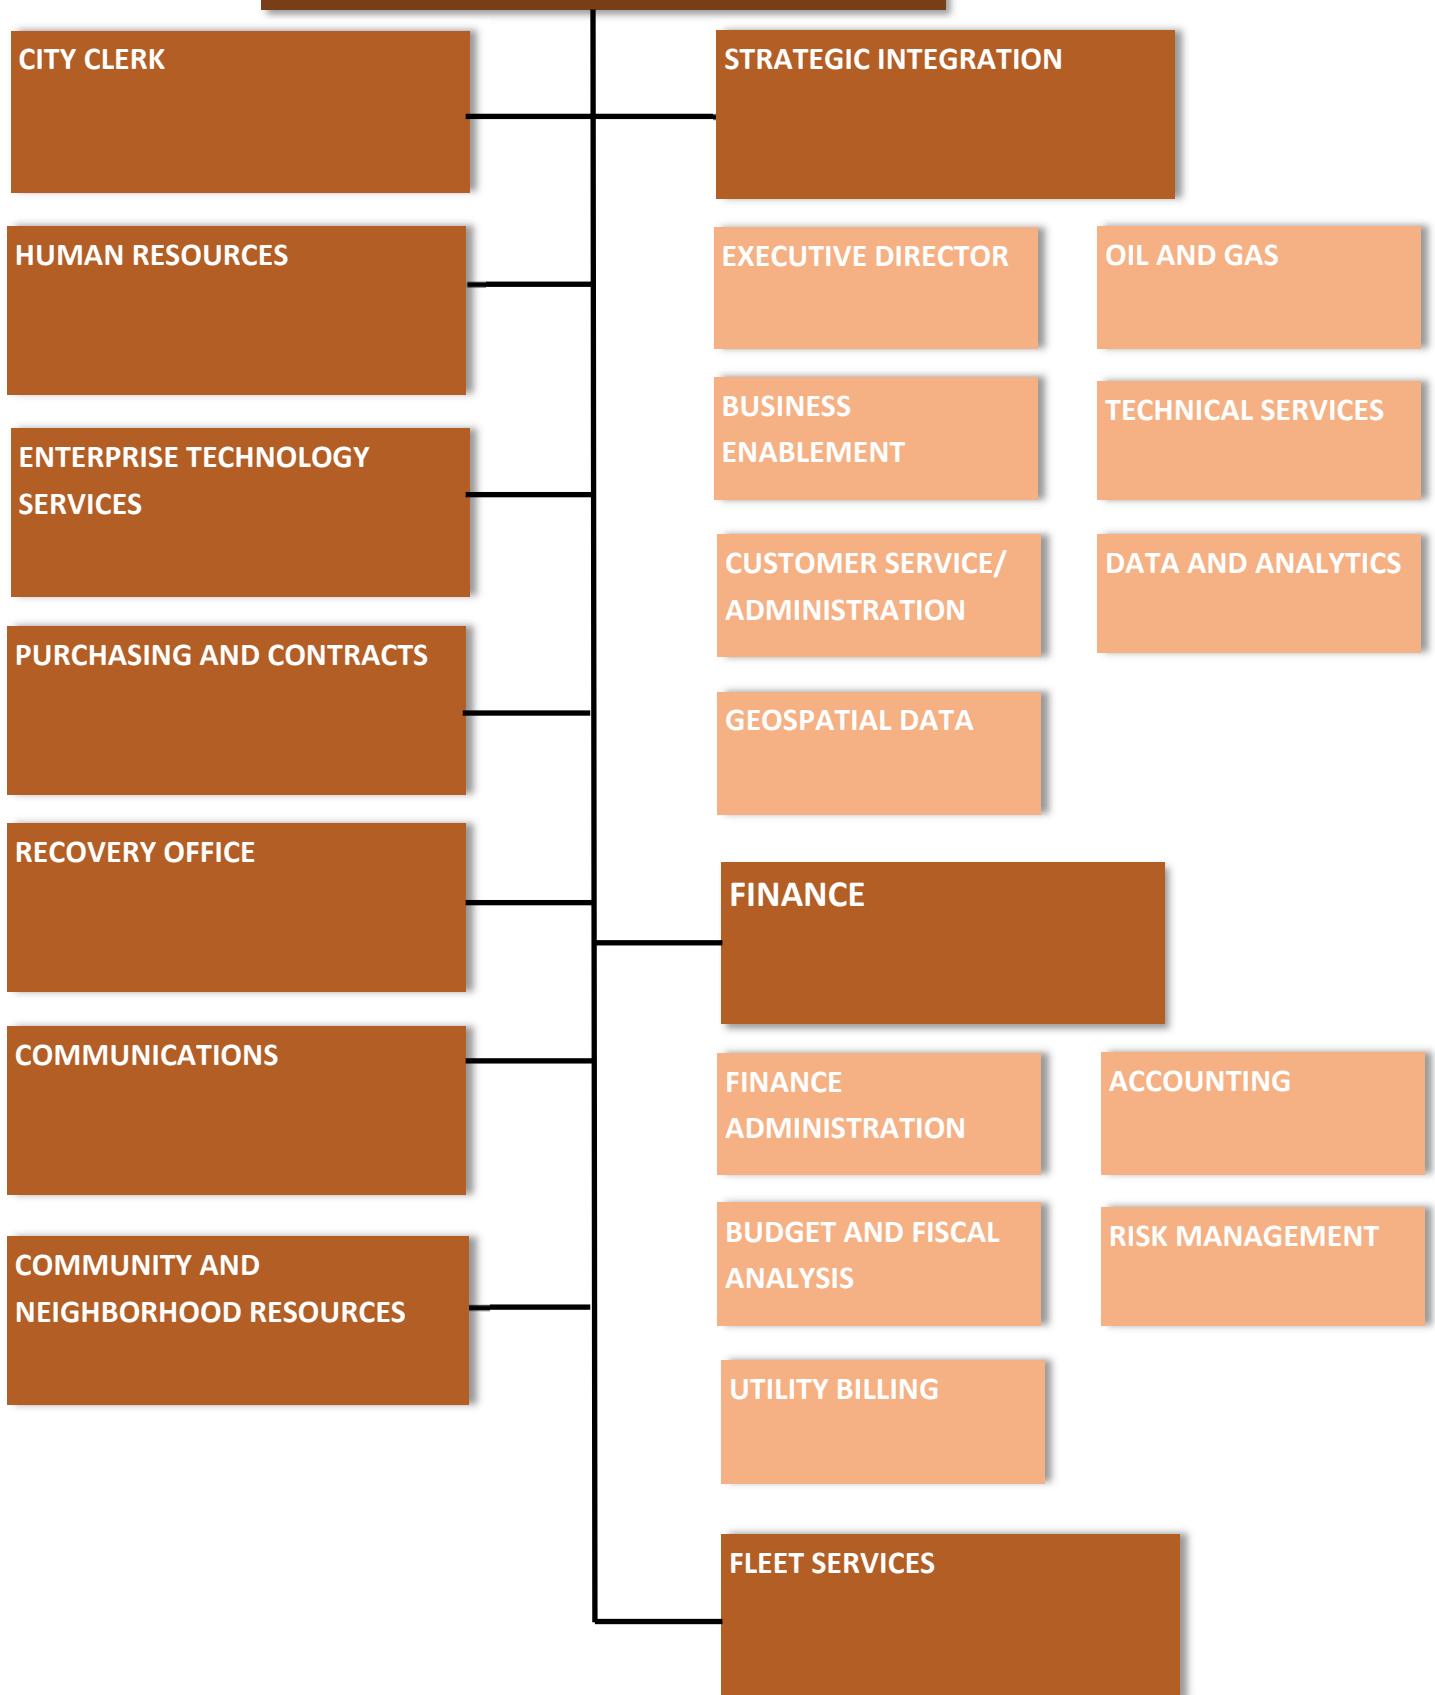 CITY CLERK
HUMAN RESOURCES
ENTERPRISE TECHNOLOGY
SERVICES
PURCHASING AND CONTRACTS
RECOVERY OFFICE
COMMUNICATIONS
COMMUNITY AND
NEIGHBORHOOD RESOURCES
STRATEGIC INTEGRATION
EXECUTIVE DIRECTOR
OIL AND GAS
BUSINESS
ENABLEMENT
TECHNICAL SERVICES
CUSTOMER SERVICE/
ADMINISTRATION
DATA AND ANALYTICS
GEOSPATIAL DATA
FINANCE
FINANCE
ADMINISTRATION
ACCOUNTING
BUDGET AND FISCAL
ANALYSIS
RISK MANAGEMENT
UTILITY BILLING
FLEET SERVICES